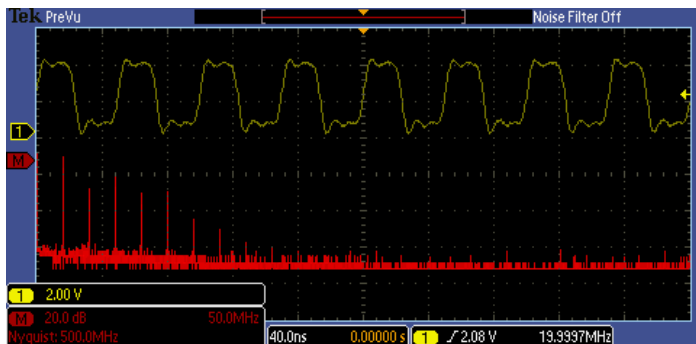 Tek PreVu
Noise Filter Off
1
M
1 2.00 V
M 20.0 dB 50.0MHz
Nyquist: 500.0MHz
40.0ns 0.00000 s
1 2.08 V 19.9997MHz